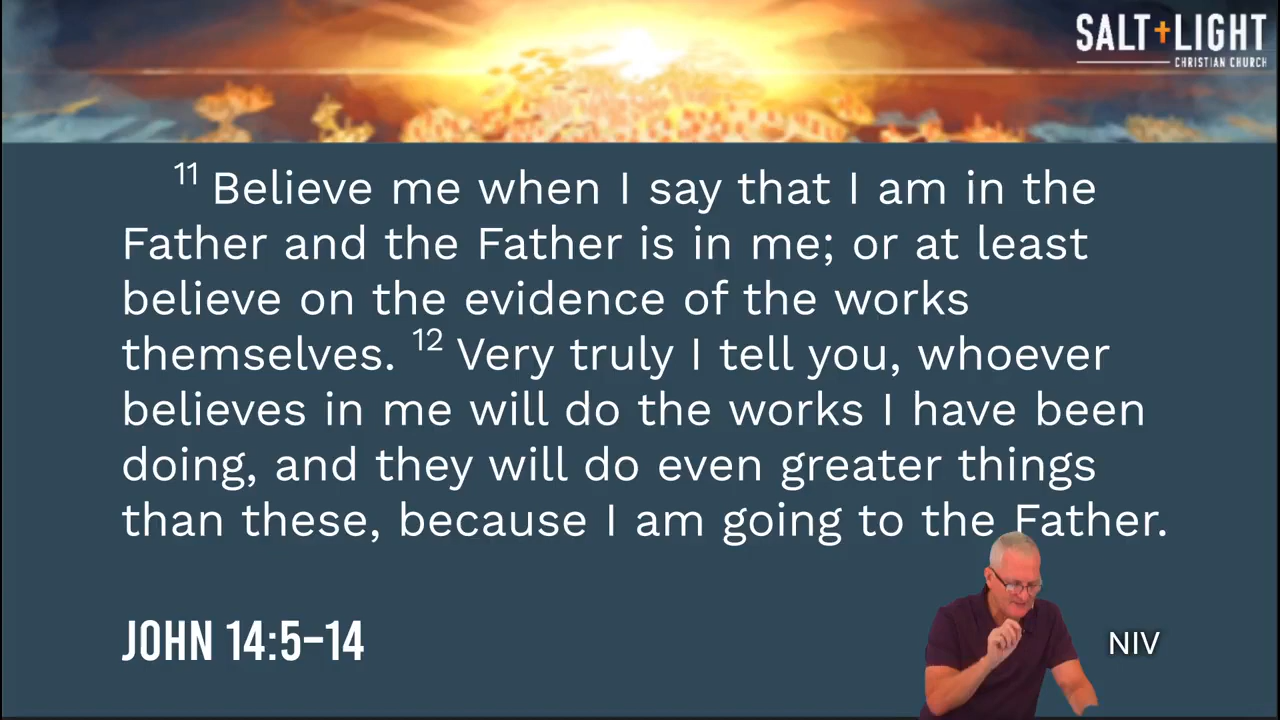 SALT+LIGHT
CHRISTIAN CHURCH
11 Believe me when I say that I am in the
Father and the Father is in me; or at least
believe on the evidence of the works
themselves. 12 Very truly I tell you, whoever
believes in me will do the works I have been
doing, and they will do even greater things
than these, because I am going to the Father.
JOHN 14:5–14
NIV